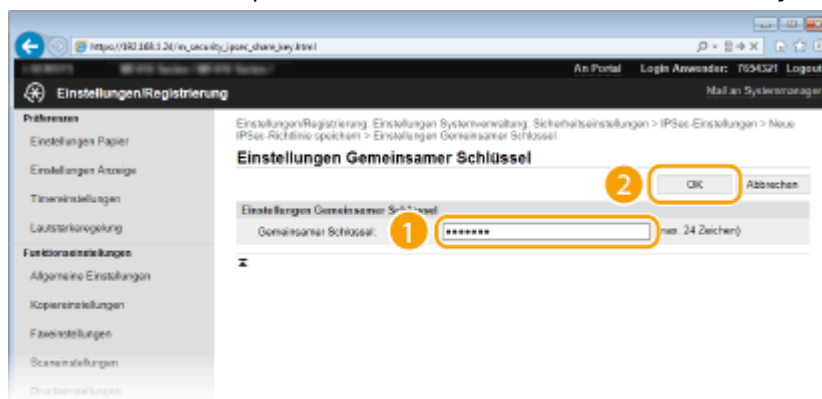 https://192.168.1.24/m_security_ipsec_share_key.html
An Portal Login Anwender: 7654321 Logout
Einstellungen/Registrierung
Mail an Systemmanager
Präferenzen
Einstellungen Papier
Einstellungen Anzeige
Timereinstellungen
Lautstärkeregelung
Funktionseinstellungen
Allgemeine Einstellungen
Kopiereinstellungen
Faxeinstellungen
Scaneinstellungen
Druckeinstellungen
Einstellungen/Registrierung: Einstellungen Systemverwaltung: Sicherheitseinstellungen > IPSec-Einstellungen > Neue
IPSec-Richtlinie speichern > Einstellungen Gemeinsamer Schlüssel
Einstellungen Gemeinsamer Schlüssel
2
OK Abbrechen
Einstellungen Gemeinsamer Schlüssel
Gemeinsamer Schlüssel: 1 ••••••• max. 24 Zeichen)